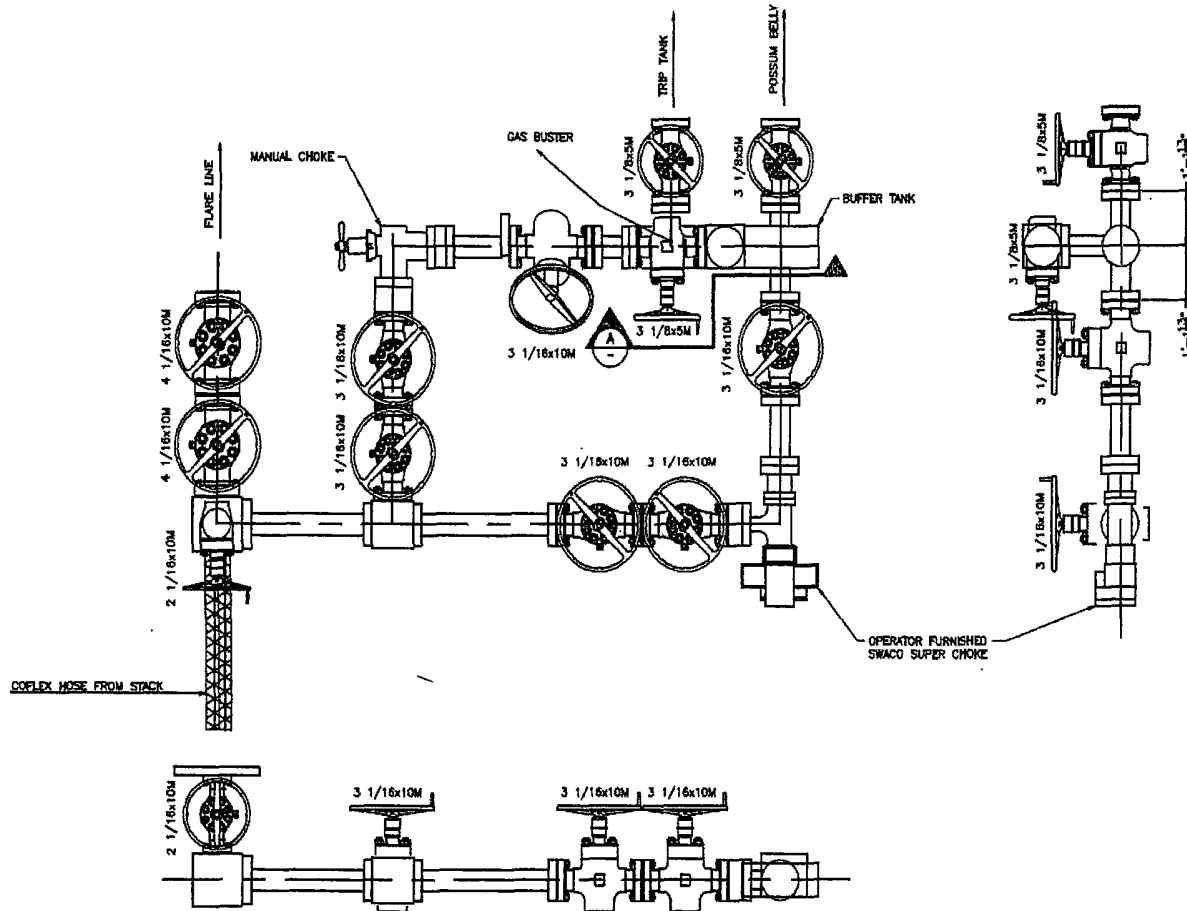 TRIP TANK
POSSUM BELLY
FLARE LINE
MANUAL CHOKE
GAS BUSTER
3 1/8x5M
3 1/8x5M
BUFFER TANK
3 1/8x5M
3 1/8x5M
3 1/8x5M
3 1/16x10M
A
-
4 1/16x10M
4 1/16x10M
3 1/16x10M
3 1/16x10M
3 1/16x10M
3 1/16x10M
3 1/16x10M
3 1/16x10M
3 1/16x10M
2 1/16x10M
OPERATOR FURNISHED
SWACO SUPER CHOKE
COFLEX HOSE FROM STACK
2 1/16x10M
3 1/16x10M
3 1/16x10M
3 1/16x10M